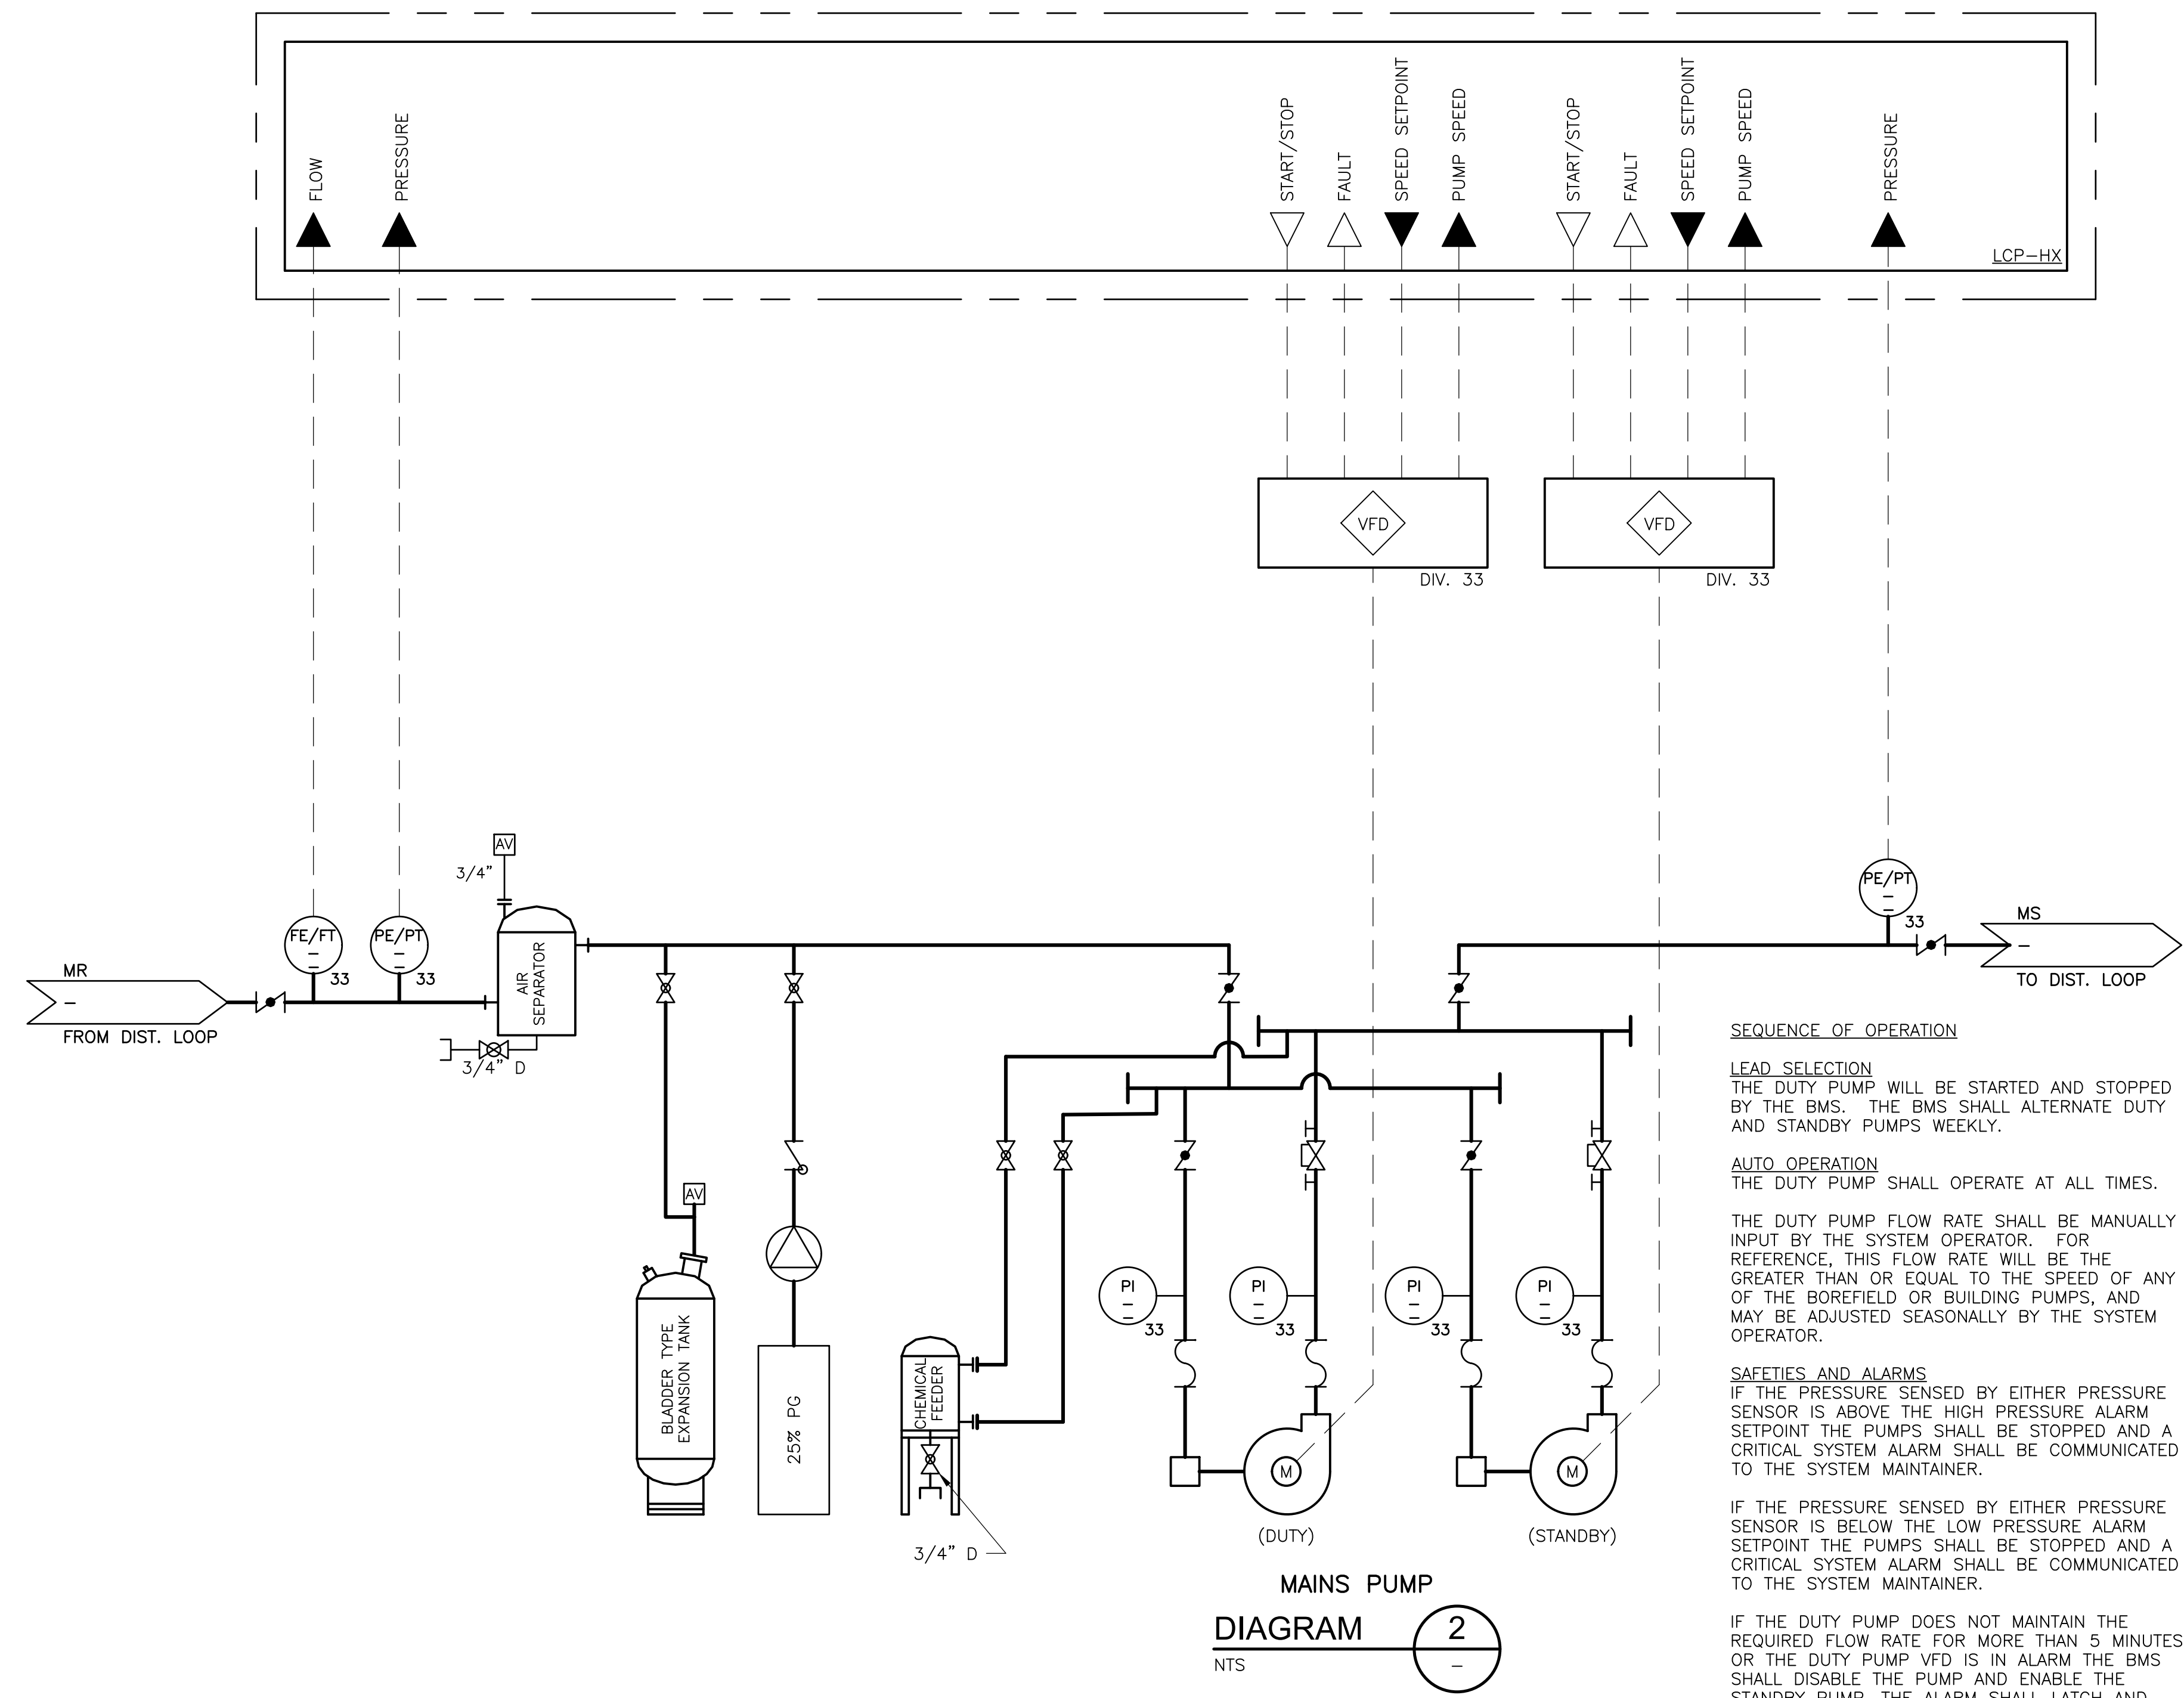 FLOW
PRESSURE
START/STOP
FAULT
SPEED SETPOINT
PUMP SPEED
START/STOP
FAULT
SPEED SETPOINT
PUMP SPEED
PRESSURE
LCP-HX
VFD
DIV. 33
VFD
DIV. 33
AV
3/4"
FE/FT
-
-
33
PE/PT
-
-
33
AIR
SEPARATOR
MR
-
FROM DIST. LOOP
3/4" D
PE/PT
-
-
33
MS
-
TO DIST. LOOP
AV
BLADDER TYPE
EXPANSION TANK
25% PG
CHEMICAL
FEEDER
3/4" D
PI
-
-
33
PI
-
-
33
PI
-
-
33
PI
-
-
33
M
M
(DUTY)
(STANDBY)
MAINS PUMP
DIAGRAM
2
NTS
-
SEQUENCE OF OPERATION
LEAD SELECTION
THE DUTY PUMP WILL BE STARTED AND STOPPED
BY THE BMS. THE BMS SHALL ALTERNATE DUTY
AND STANDBY PUMPS WEEKLY.
AUTO OPERATION
THE DUTY PUMP SHALL OPERATE AT ALL TIMES.
THE DUTY PUMP FLOW RATE SHALL BE MANUALLY
INPUT BY THE SYSTEM OPERATOR. FOR
REFERENCE, THIS FLOW RATE WILL BE THE
GREATER THAN OR EQUAL TO THE SPEED OF ANY
OF THE BOREFIELD OR BUILDING PUMPS, AND
MAY BE ADJUSTED SEASONALLY BY THE SYSTEM
OPERATOR.
SAFETIES AND ALARMS
IF THE PRESSURE SENSED BY EITHER PRESSURE
SENSOR IS ABOVE THE HIGH PRESSURE ALARM
SETPOINT THE PUMPS SHALL BE STOPPED AND A
CRITICAL SYSTEM ALARM SHALL BE COMMUNICATED
TO THE SYSTEM MAINTAINER.
IF THE PRESSURE SENSED BY EITHER PRESSURE
SENSOR IS BELOW THE LOW PRESSURE ALARM
SETPOINT THE PUMPS SHALL BE STOPPED AND A
CRITICAL SYSTEM ALARM SHALL BE COMMUNICATED
TO THE SYSTEM MAINTAINER.
IF THE DUTY PUMP DOES NOT MAINTAIN THE
REQUIRED FLOW RATE FOR MORE THAN 5 MINUTES
OR THE DUTY PUMP VFD IS IN ALARM THE BMS
SHALL DISABLE THE PUMP AND ENABLE THE
STANDBY PUMP. THE ALARM SHALL LATCH AND